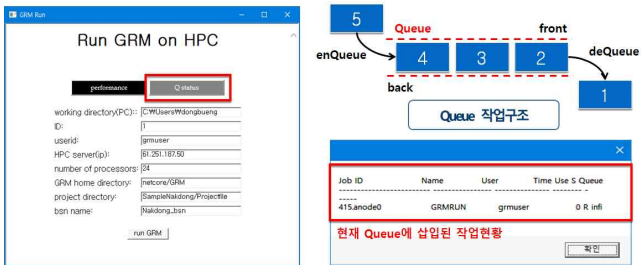 GRM Run
Run GRM on HPC
performance
Q status
working directory(PC):: C:₩Users₩dongbueng
ID: 1
userid: grmuser
HPC server(ip): 61.251.187.50
number of processors: 24
GRM home directory: netcore/GRM
project directory: SampleNakdong/Projectfile
bsn name: Nakdong_bsn
run GRM
5
Queue
front
enQueue
4
3
2
deQueue
back
1
Queue 작업구조
Job ID Name User Time Use S Queue
------------------------- ---------------- --------------- -------- -
-----
415.anode0 GRMRUN grmuser 0 R infi
현재 Queue에 삽입된 작업현황
확인